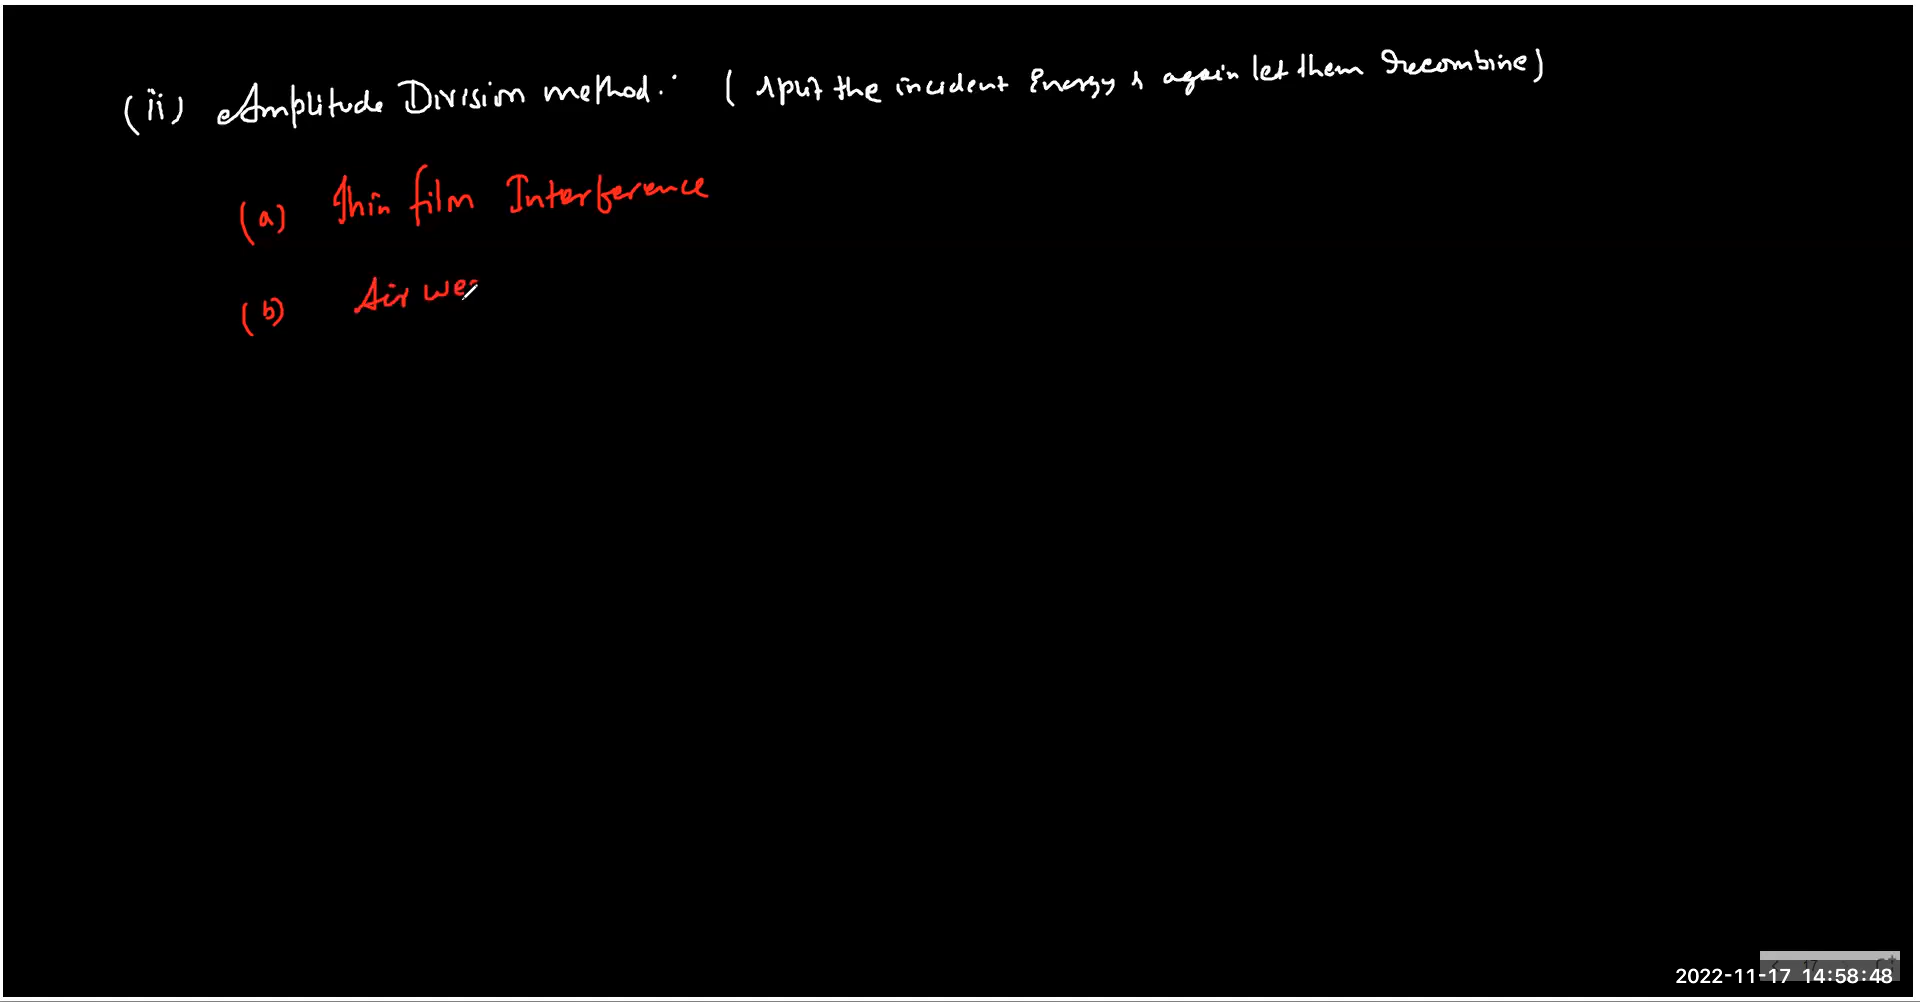 (ii) Amplitude Division method :- ( split the incident Energy & again let them recombine)
(a) Thin film Interference
(b) Air we
2022-11-17 14:58:48
17